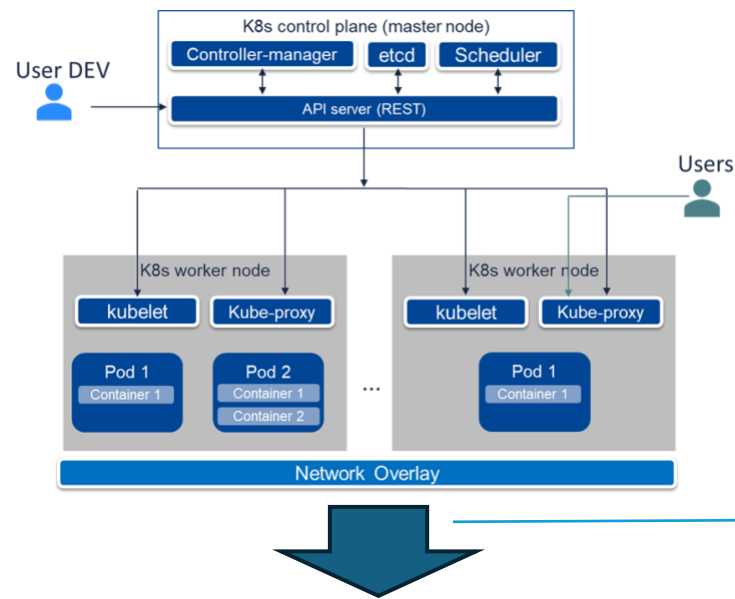 K8s control plane (master node)
Controller-manager
etcd
Scheduler
User DEV
API server (REST)
Users
K8s worker node
K8s worker node
kubelet
Kube-proxy
kubelet
Kube-proxy
Pod 1
Container 1
Pod 2
Container 1
Container 2
...
Pod 1
Container 1
Network Overlay